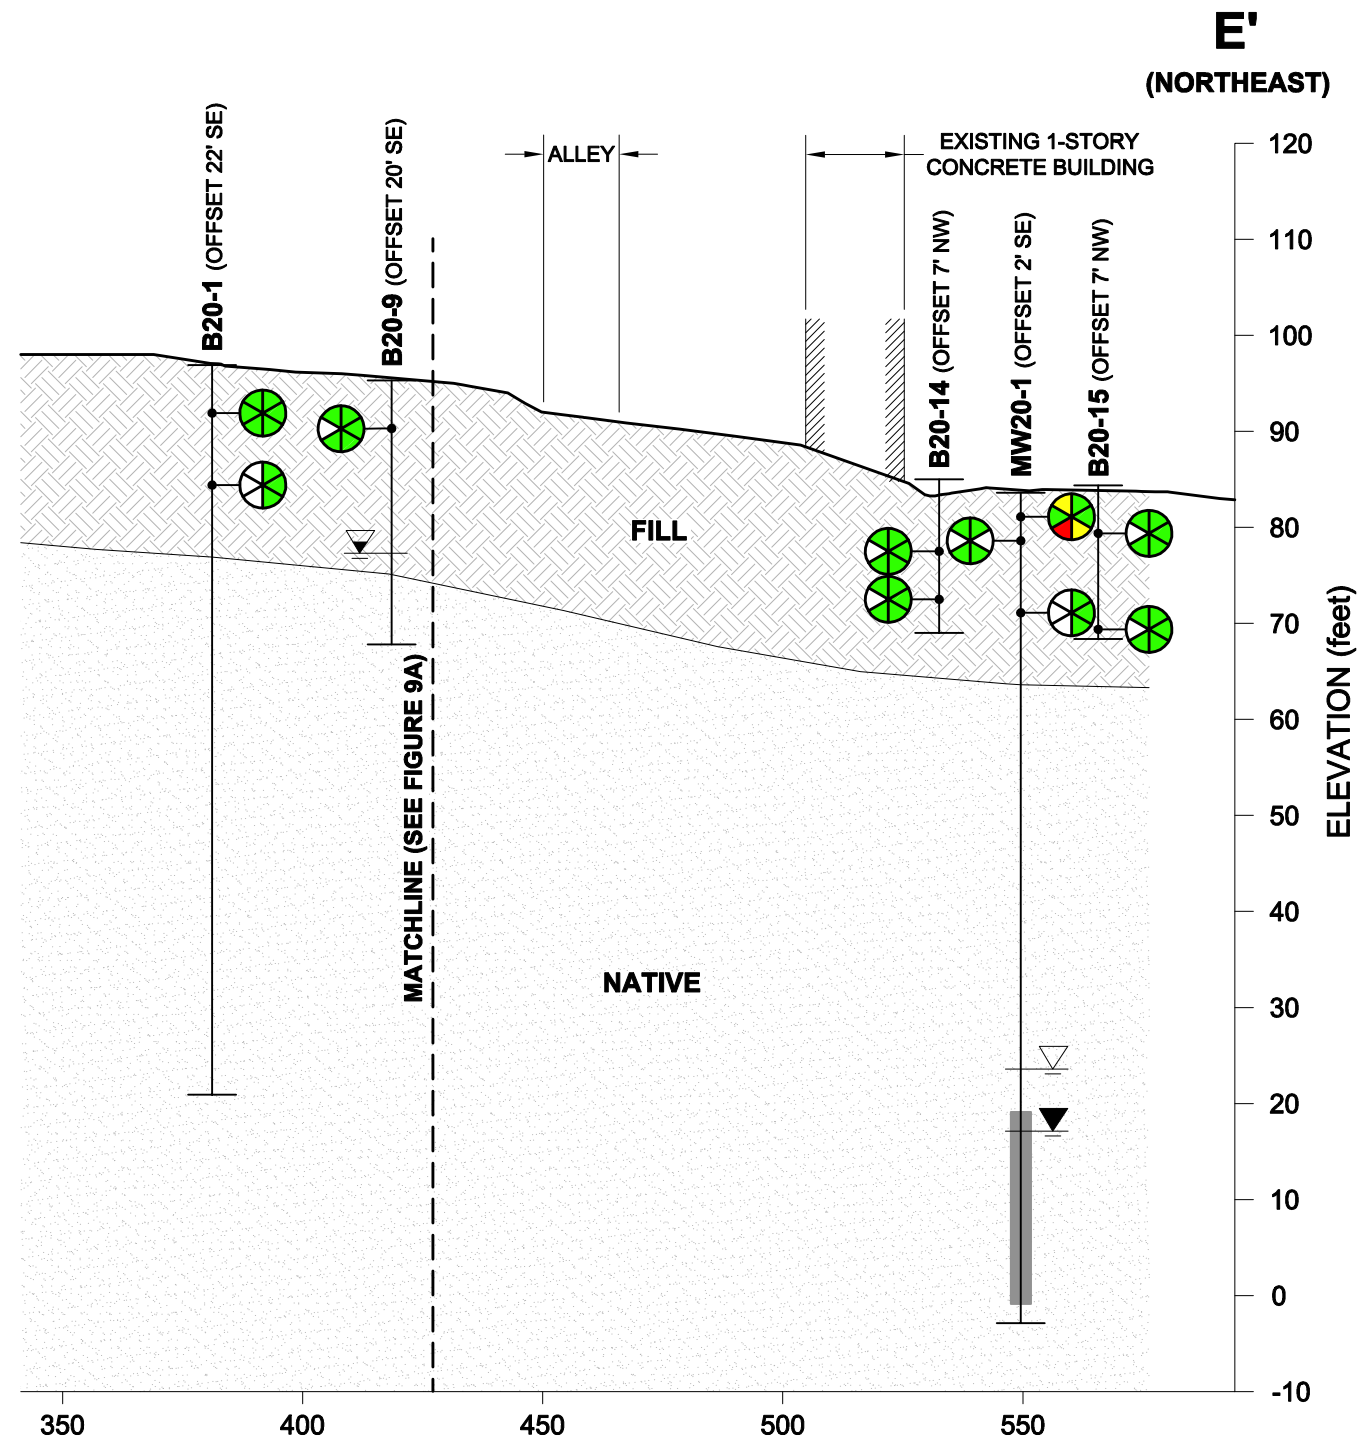 E'
(NORTHEAST)
B20-1 (OFFSET 22' SE)
B20-9 (OFFSET 20' SE)
ALLEY
EXISTING 1-STORY
CONCRETE BUILDING
B20-14 (OFFSET 7' NW)
MW20-1 (OFFSET 2' SE)
B20-15 (OFFSET 7' NW)
120
110
100
90
80
70
60
50
40
30
20
10
0
-10
ELEVATION (feet)
FILL
MATCHLINE (SEE FIGURE 9A)
NATIVE
350
400
450
500
550